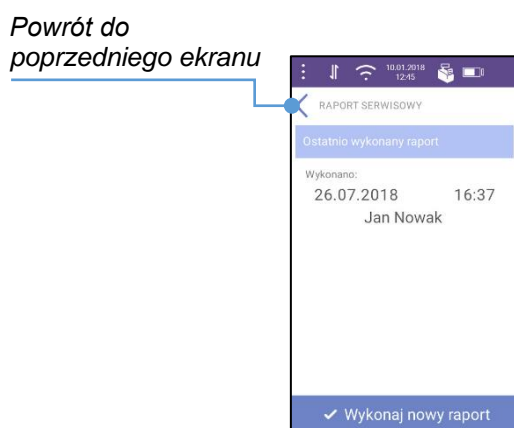 Powrót do
poprzedniego ekranu
10.01.2018
12:45
RAPORT SERWISOWY
Ostatnio wykonany raport
Wykonano:
26.07.2018 16:37
Jan Nowak
Wykonaj nowy raport